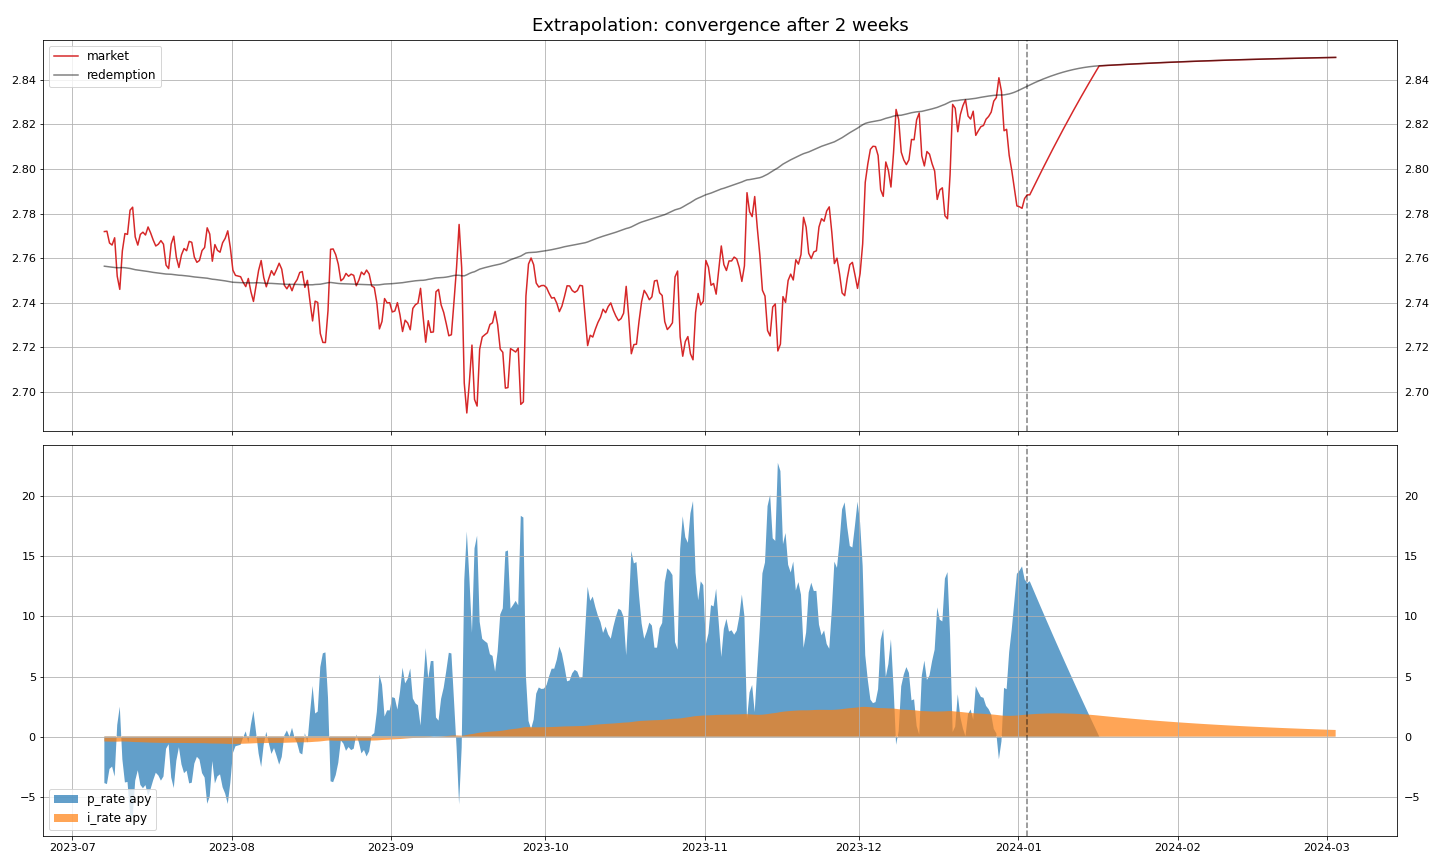 Extrapolation: convergence after 2 weeks
market
redemption
2.84 2.84
2.82 2.82
2.80 2.80
2.78 2.78
2.76 2.76
2.74 2.74
2.72 2.72
2.70 2.70
20 20
15 15
10 10
5 5
0 0
−5 −5
p_rate apy
i_rate apy
2023-07 2023-08 2023-09 2023-10 2023-11 2023-12 2024-01 2024-02 2024-03